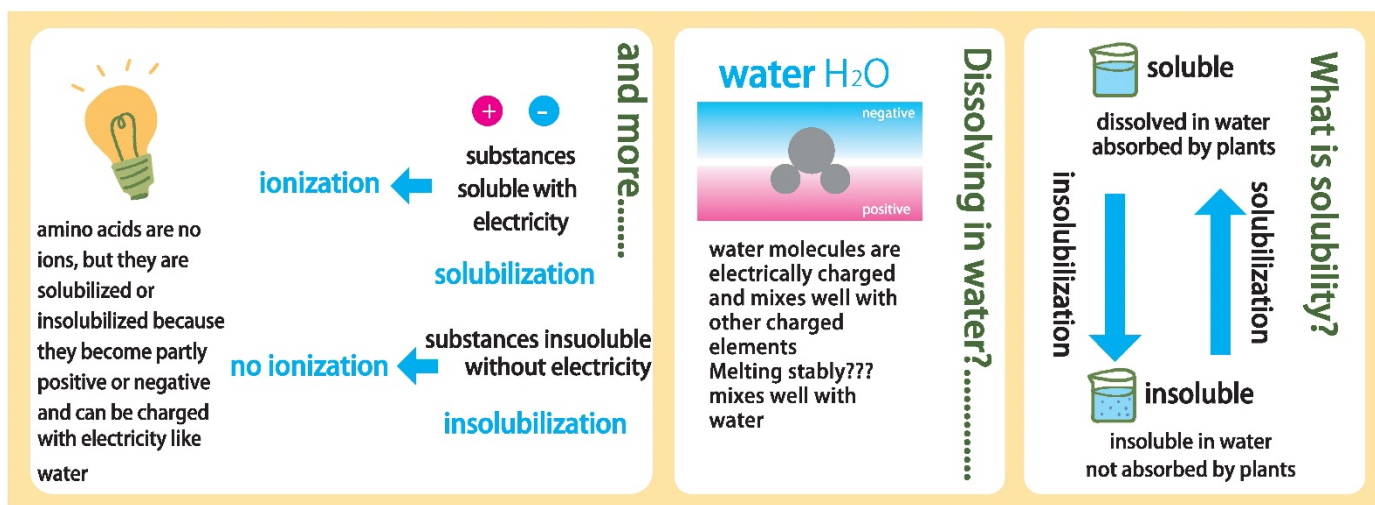 What is solubility?
soluble
dissolved in water
absorbed by plants
insolubilization
solubilization
insoluble
insoluble in water
not absorbed by plants
Dissolving in water?.............
water H₂O
negative
positive
water molecules are
electrically charged
and mixes well with
other charged
elements
Melting stably???
mixes well with
water
and more.......
+ -
substances
soluble with
electricity
ionization
solubilization
substances insuoluble
without electricity
no ionization
insolubilization
amino acids are no
ions, but they are
solubilized or
insolubilized because
they become partly
positive or negative
and can be charged
with electricity like
water